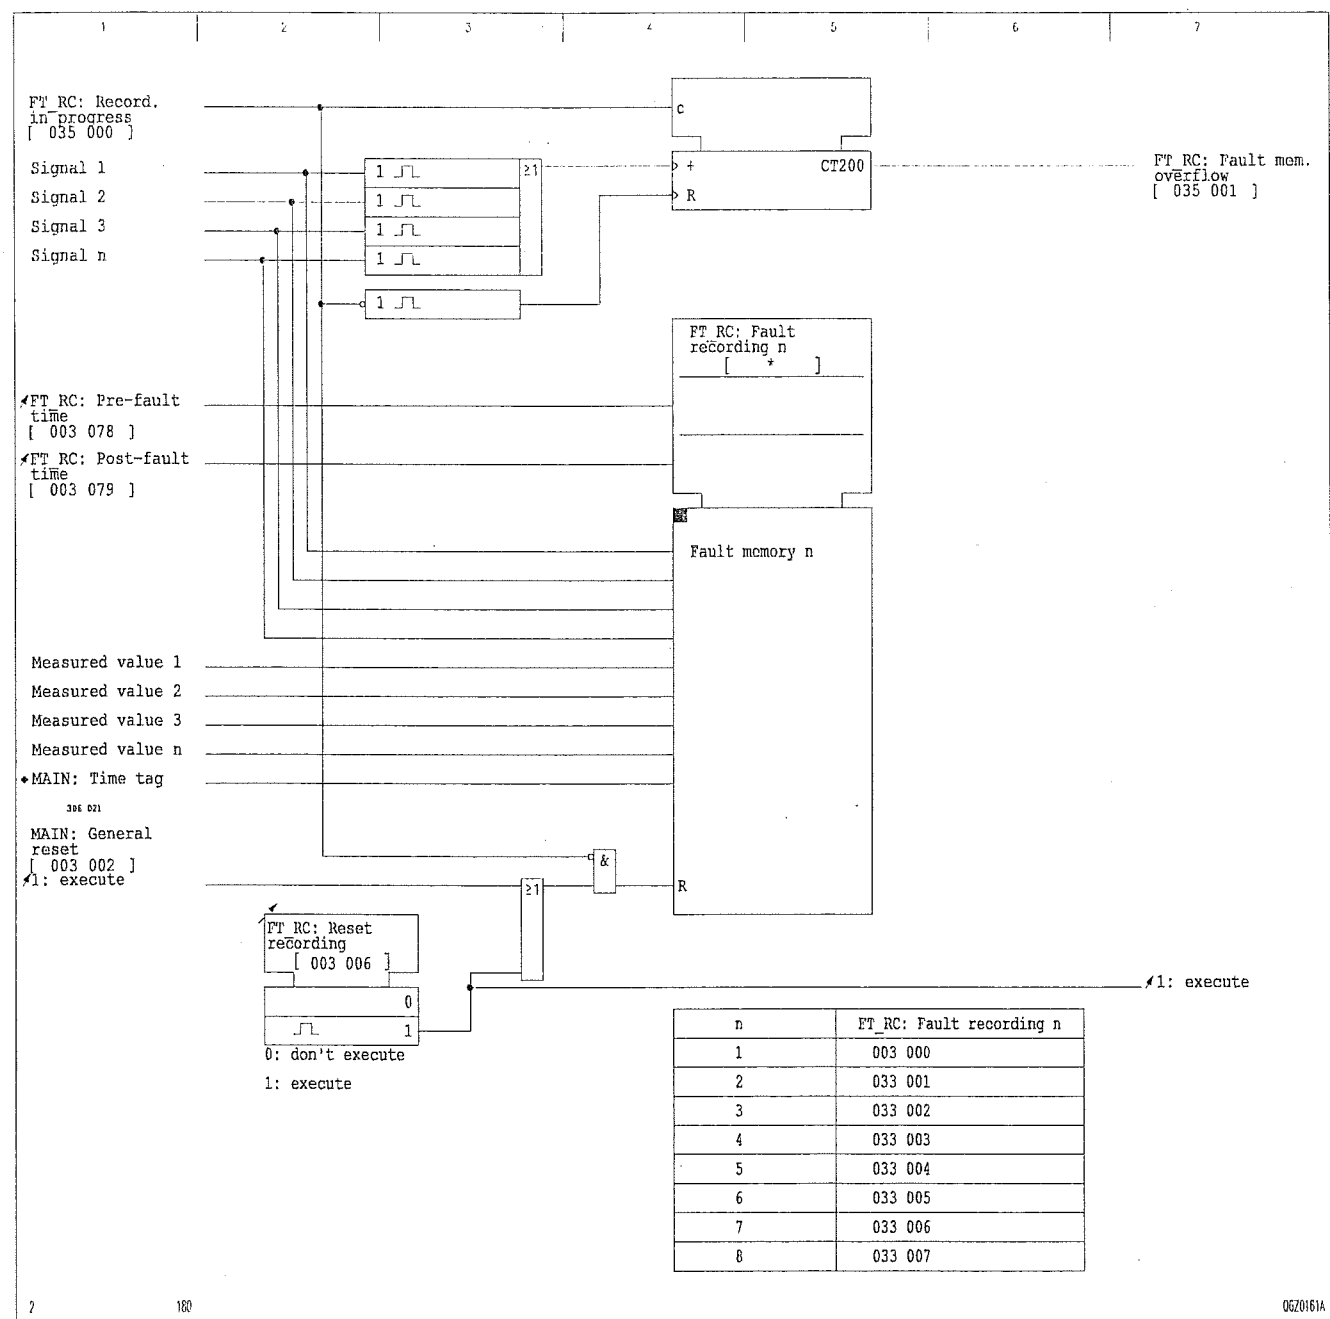 1 2 3 4 5 6 7
FT_RC: Record.
in progress
[ 035 000 ]
c
Signal 1
1
≥1
+
CT200
FT_RC: Fault mem.
overflow
[ 035 001 ]
Signal 2
1
R
Signal 3
1
Signal n
1
1
FT_RC: Fault
recording n
[ * ]
FT_RC: Pre-fault
time
[ 003 078 ]
FT_RC: Post-fault
time
[ 003 079 ]
Fault memory n
Measured value 1
Measured value 2
Measured value 3
Measured value n
MAIN: Time tag
306 021
MAIN: General
reset
[ 003 002 ]
1: execute
&
≥1
R
FT_RC: Reset
recording
[ 003 006 ]
0
1
0: don't execute
1: execute
1: execute
n FT_RC: Fault recording n
1 003 000
2 033 001
3 033 002
4 033 003
5 033 004
6 033 005
7 033 006
8 033 007
2 180 OGZ0161A